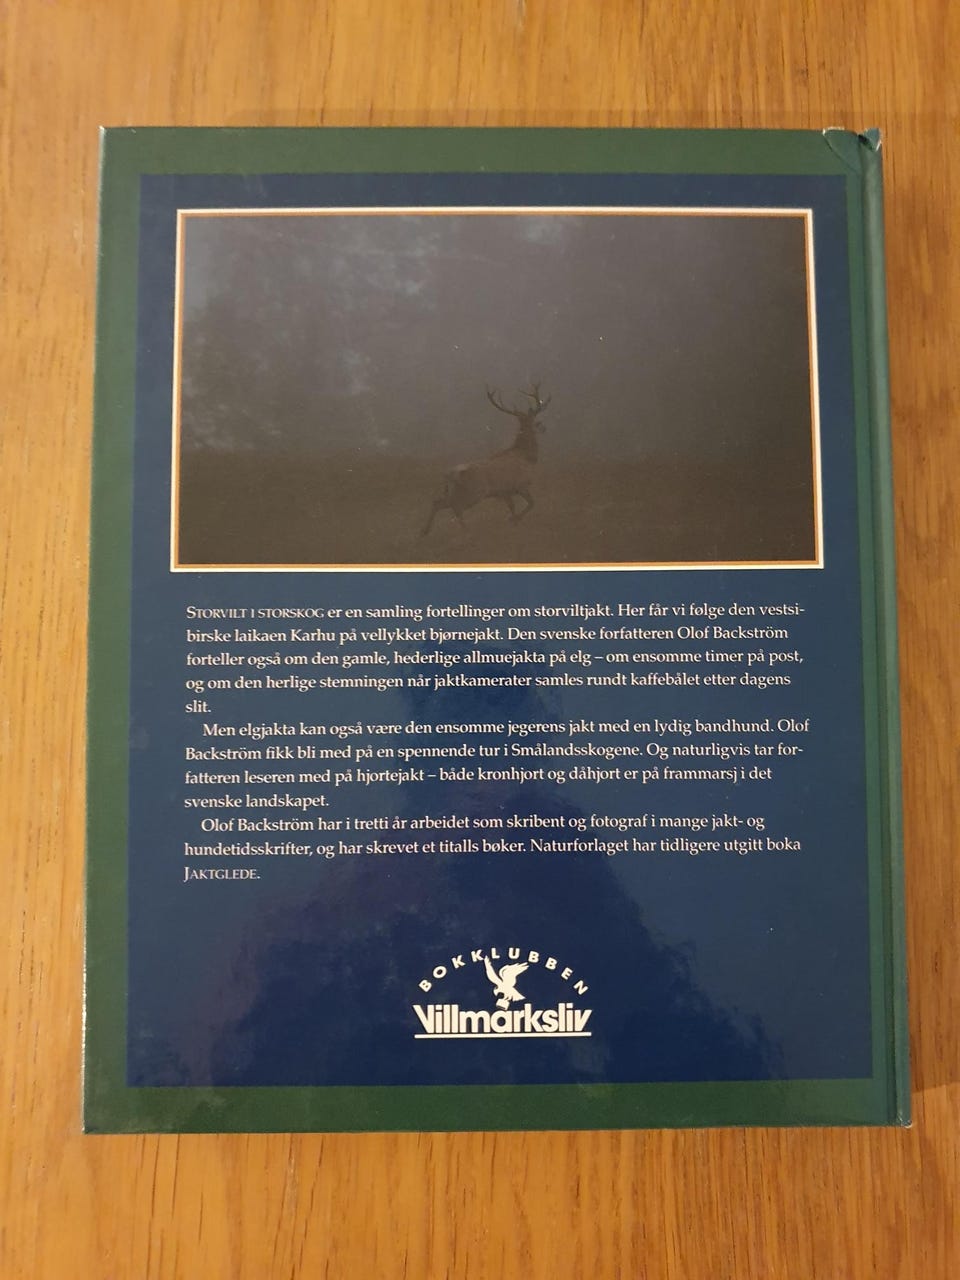 STORVILT I STORSKOG er en samling fortellinger om storviltjakt. Her får vi følge den vestsi-
birske laikaen Karhu på vellykket bjørnejakt. Den svenske forfatteren Olof Backström
forteller også om den gamle, hederlige allmuejakta på elg – om ensomme timer på post,
og om den herlige stemningen når jaktkamerater samles rundt kaffebålet etter dagens
slit.
Men elgjakta kan også være den ensomme jegerens jakt med en lydig bandhund. Olof
Backström fikk bli med på en spennende tur i Smålandsskogene. Og naturligvis tar for-
fatteren leseren med på hjortejakt – både kronhjort og dåhjort er på frammarsj i det
svenske landskapet.
Olof Backström har i tretti år arbeidet som skribent og fotograf i mange jakt- og
hundetidsskrifter, og har skrevet et titalls bøker. Naturforlaget har tidligere utgitt boka
JAKTGLEDE.
BOKKLUBBEN
Villmarksliv